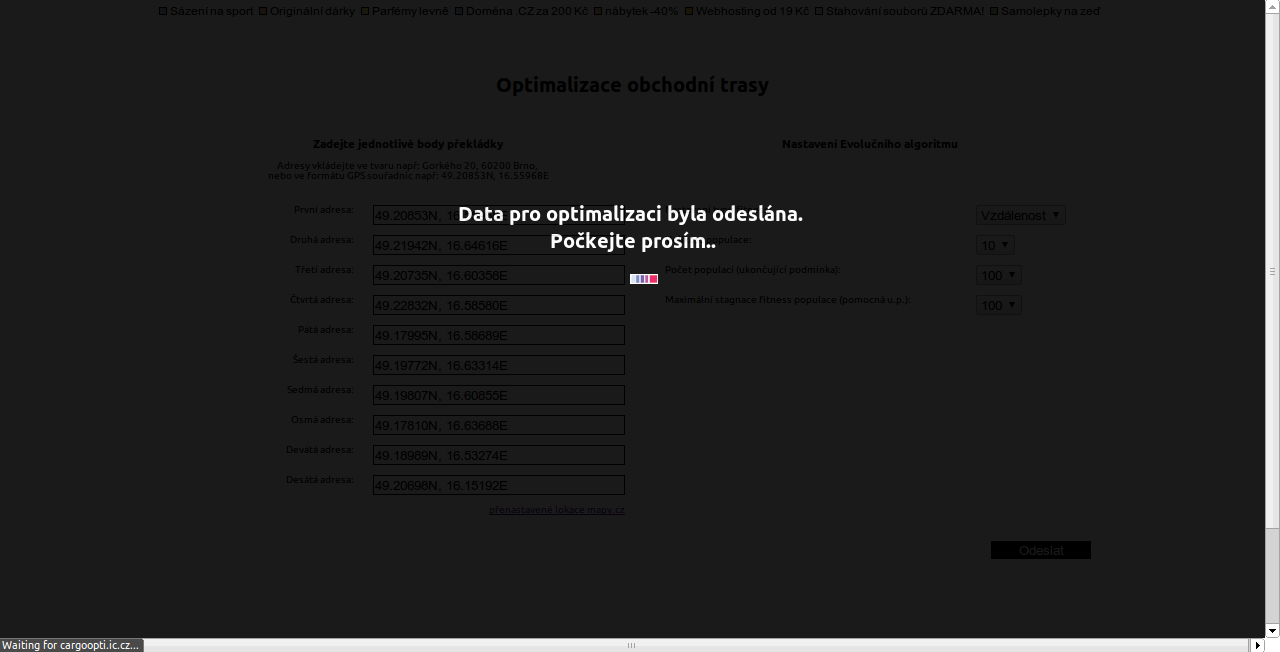 Sázení na sport Originální dárky Parfémy levně Doména .CZ za 200 Kč nábytek -40% Webhosting od 19 Kč Stahování souborů ZDARMA! Samolepky na zeď
Optimalizace obchodní trasy
Zadejte jednotlivé body překládky
Adresy vkládejte ve tvaru např: Gorkého 20, 60200 Brno,
nebo ve formátu GPS souřadnic např: 49.20853N, 16.55968E
První adresa: 49.20853N, 16
Druhá adresa: 49.21942N, 16.64616E
Třetí adresa: 49.20735N, 16.60358E
Čtvrtá adresa: 49.22832N, 16.58580E
Pátá adresa: 49.17995N, 16.58689E
Šestá adresa: 49.19772N, 16.63314E
Sedmá adresa: 49.19807N, 16.60855E
Osmá adresa: 49.17810N, 16.63688E
Devátá adresa: 49.18989N, 16.53274E
Desátá adresa: 49.20698N, 16.15192E
přenastavené lokace mapy.cz
Nastavení Evolučního algoritmu
Vzdálenost
populace: 10
Počet populací (ukončující podmínka): 100
Maximální stagnace fitness populace (pomocná u.p.): 100
Odeslat
Data pro optimalizaci byla odeslána.
Počkejte prosím..
Waiting for cargoopti.ic.cz...